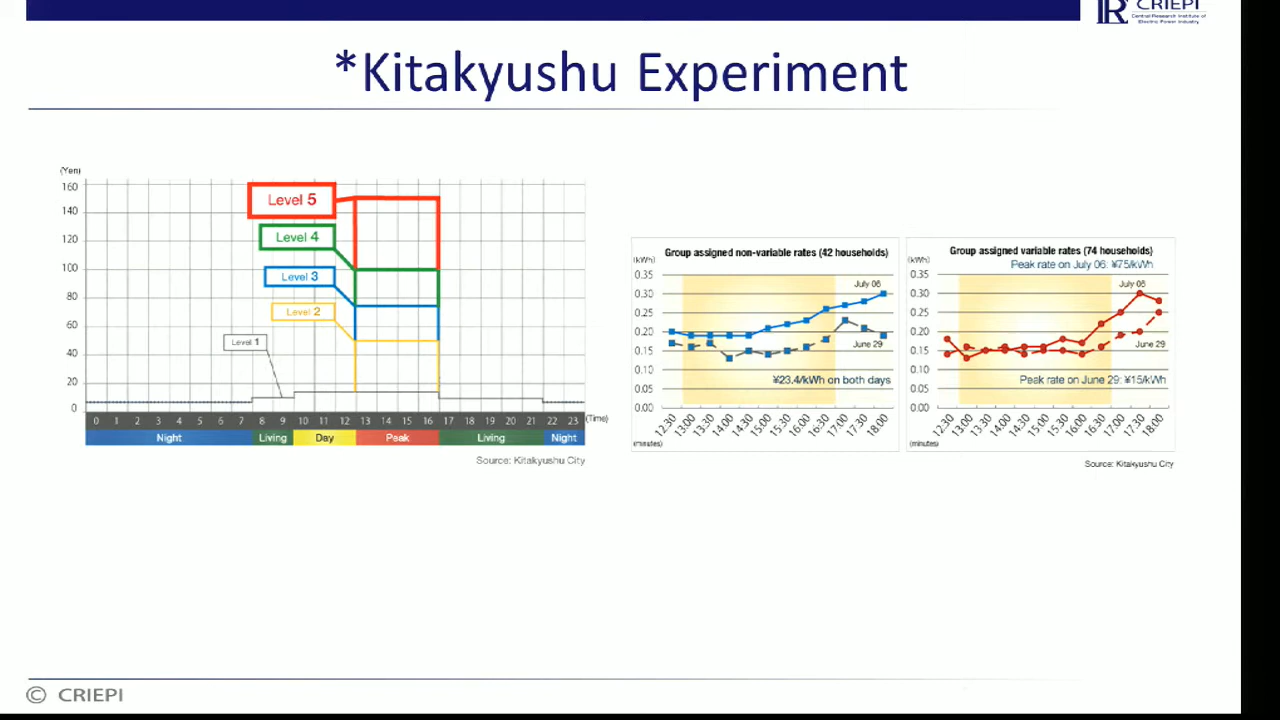 CRIEPI
Central Research Institute of
Electric Power Industry
*Kitakyushu Experiment
(Yen)
160
140
120
100
80
60
40
20
0
Level 5
Level 4
Level 3
Level 2
Level 1
0 1 2 3 4 5 6 7 8 9 10 11 12 13 14 15 16 17 18 19 20 21 22 23 (Time)
Night Living Day Peak Living Night
Source: Kitakyushu City
Group assigned non-variable rates (42 households)
(kWh)
0.35
0.30
0.25
0.20
0.15
0.10
0.05
0.00
July 06
June 29
¥23.4/kWh on both days
12:30 13:00 13:30 14:00 14:30 15:00 15:30 16:00 16:30 17:00 17:30 18:00
(minutes)
Group assigned variable rates (74 households)
Peak rate on July 06: ¥75/kWh
(kWh)
0.35
0.30
0.25
0.20
0.15
0.10
0.05
0.00
July 06
June 29
Peak rate on June 29: ¥15/kWh
12:30 13:00 13:30 14:00 14:30 15:00 15:30 16:00 16:30 17:00 17:30 18:00
(minutes)
Source: Kitakyushu City
© CRIEPI